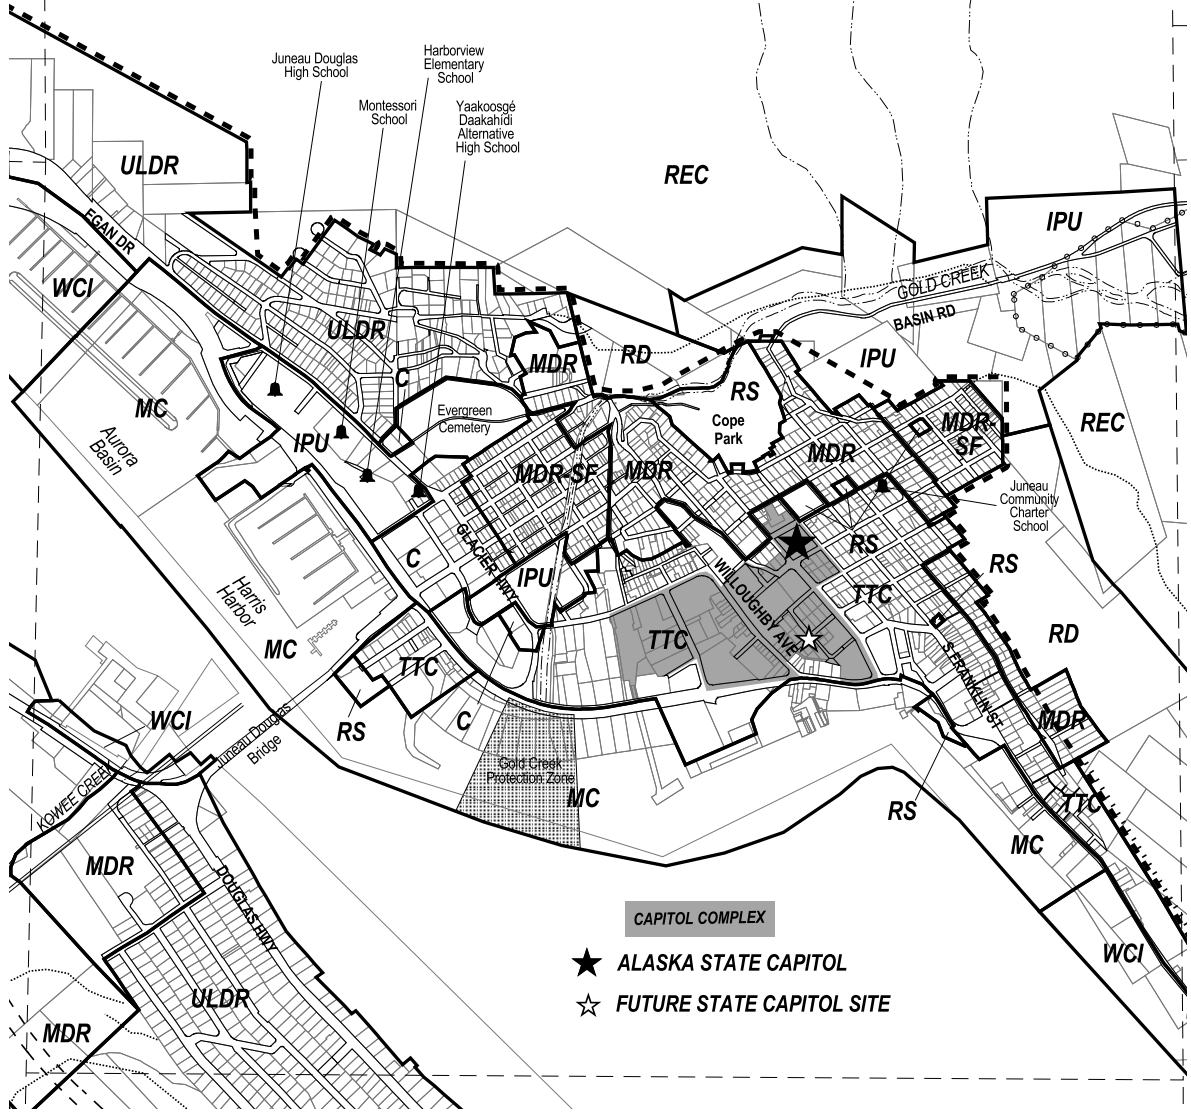 Juneau Douglas
High School
Harborview
Elementary
School
Montessori
School
Yaakoosgé
Daakahídi
Alternative
High School
ULDR
REC
EGAN DR
IPU
WCI
GOLD CREEK
BASIN RD
ULDR
MDR
RD
IPU
C
RS
MC
Evergreen
Cemetery
Cope
Park
MDR-
SF
REC
Aurora
Basin
IPU
MDR-SF
MDR
MDR
Juneau
Community
Charter
School
GLACIER HWY
C
IPU
WILLOUGHBY AVE
RS
RS
Harris
Harbor
TTC
MC
TTC
TTC
RD
S FRANKLIN ST
WCI
RS
C
MDR
Juneau Douglas
Bridge
Gold Creek
Protection Zone
MC
KOWEE CREEK
RS
TTC
MC
MDR
DOUGLAS HWY
CAPITOL COMPLEX
ALASKA STATE CAPITOL
WCI
ULDR
FUTURE STATE CAPITOL SITE
MDR